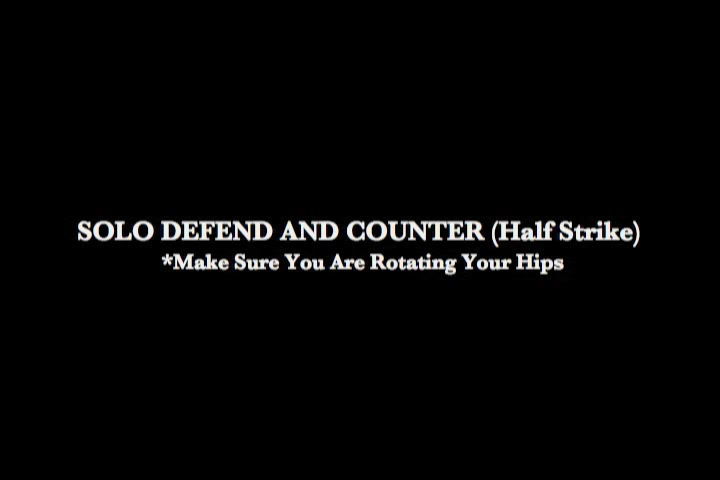 SOLO DEFEND AND COUNTER (Half Strike)
*Make Sure You Are Rotating Your Hips